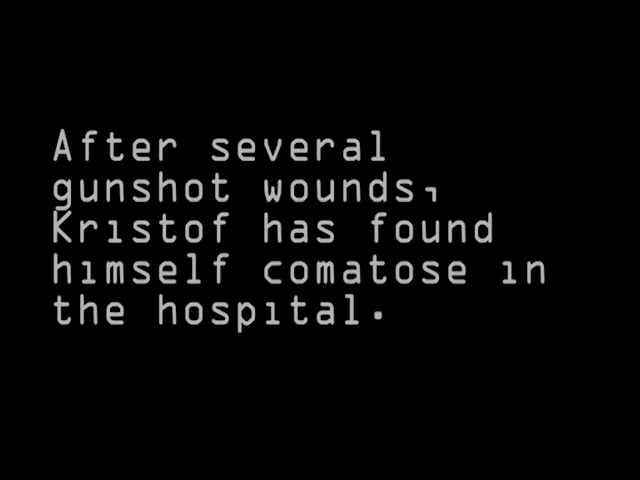 After several
gunshot wounds,
Kristof has found
himself comatose in
the hospital.